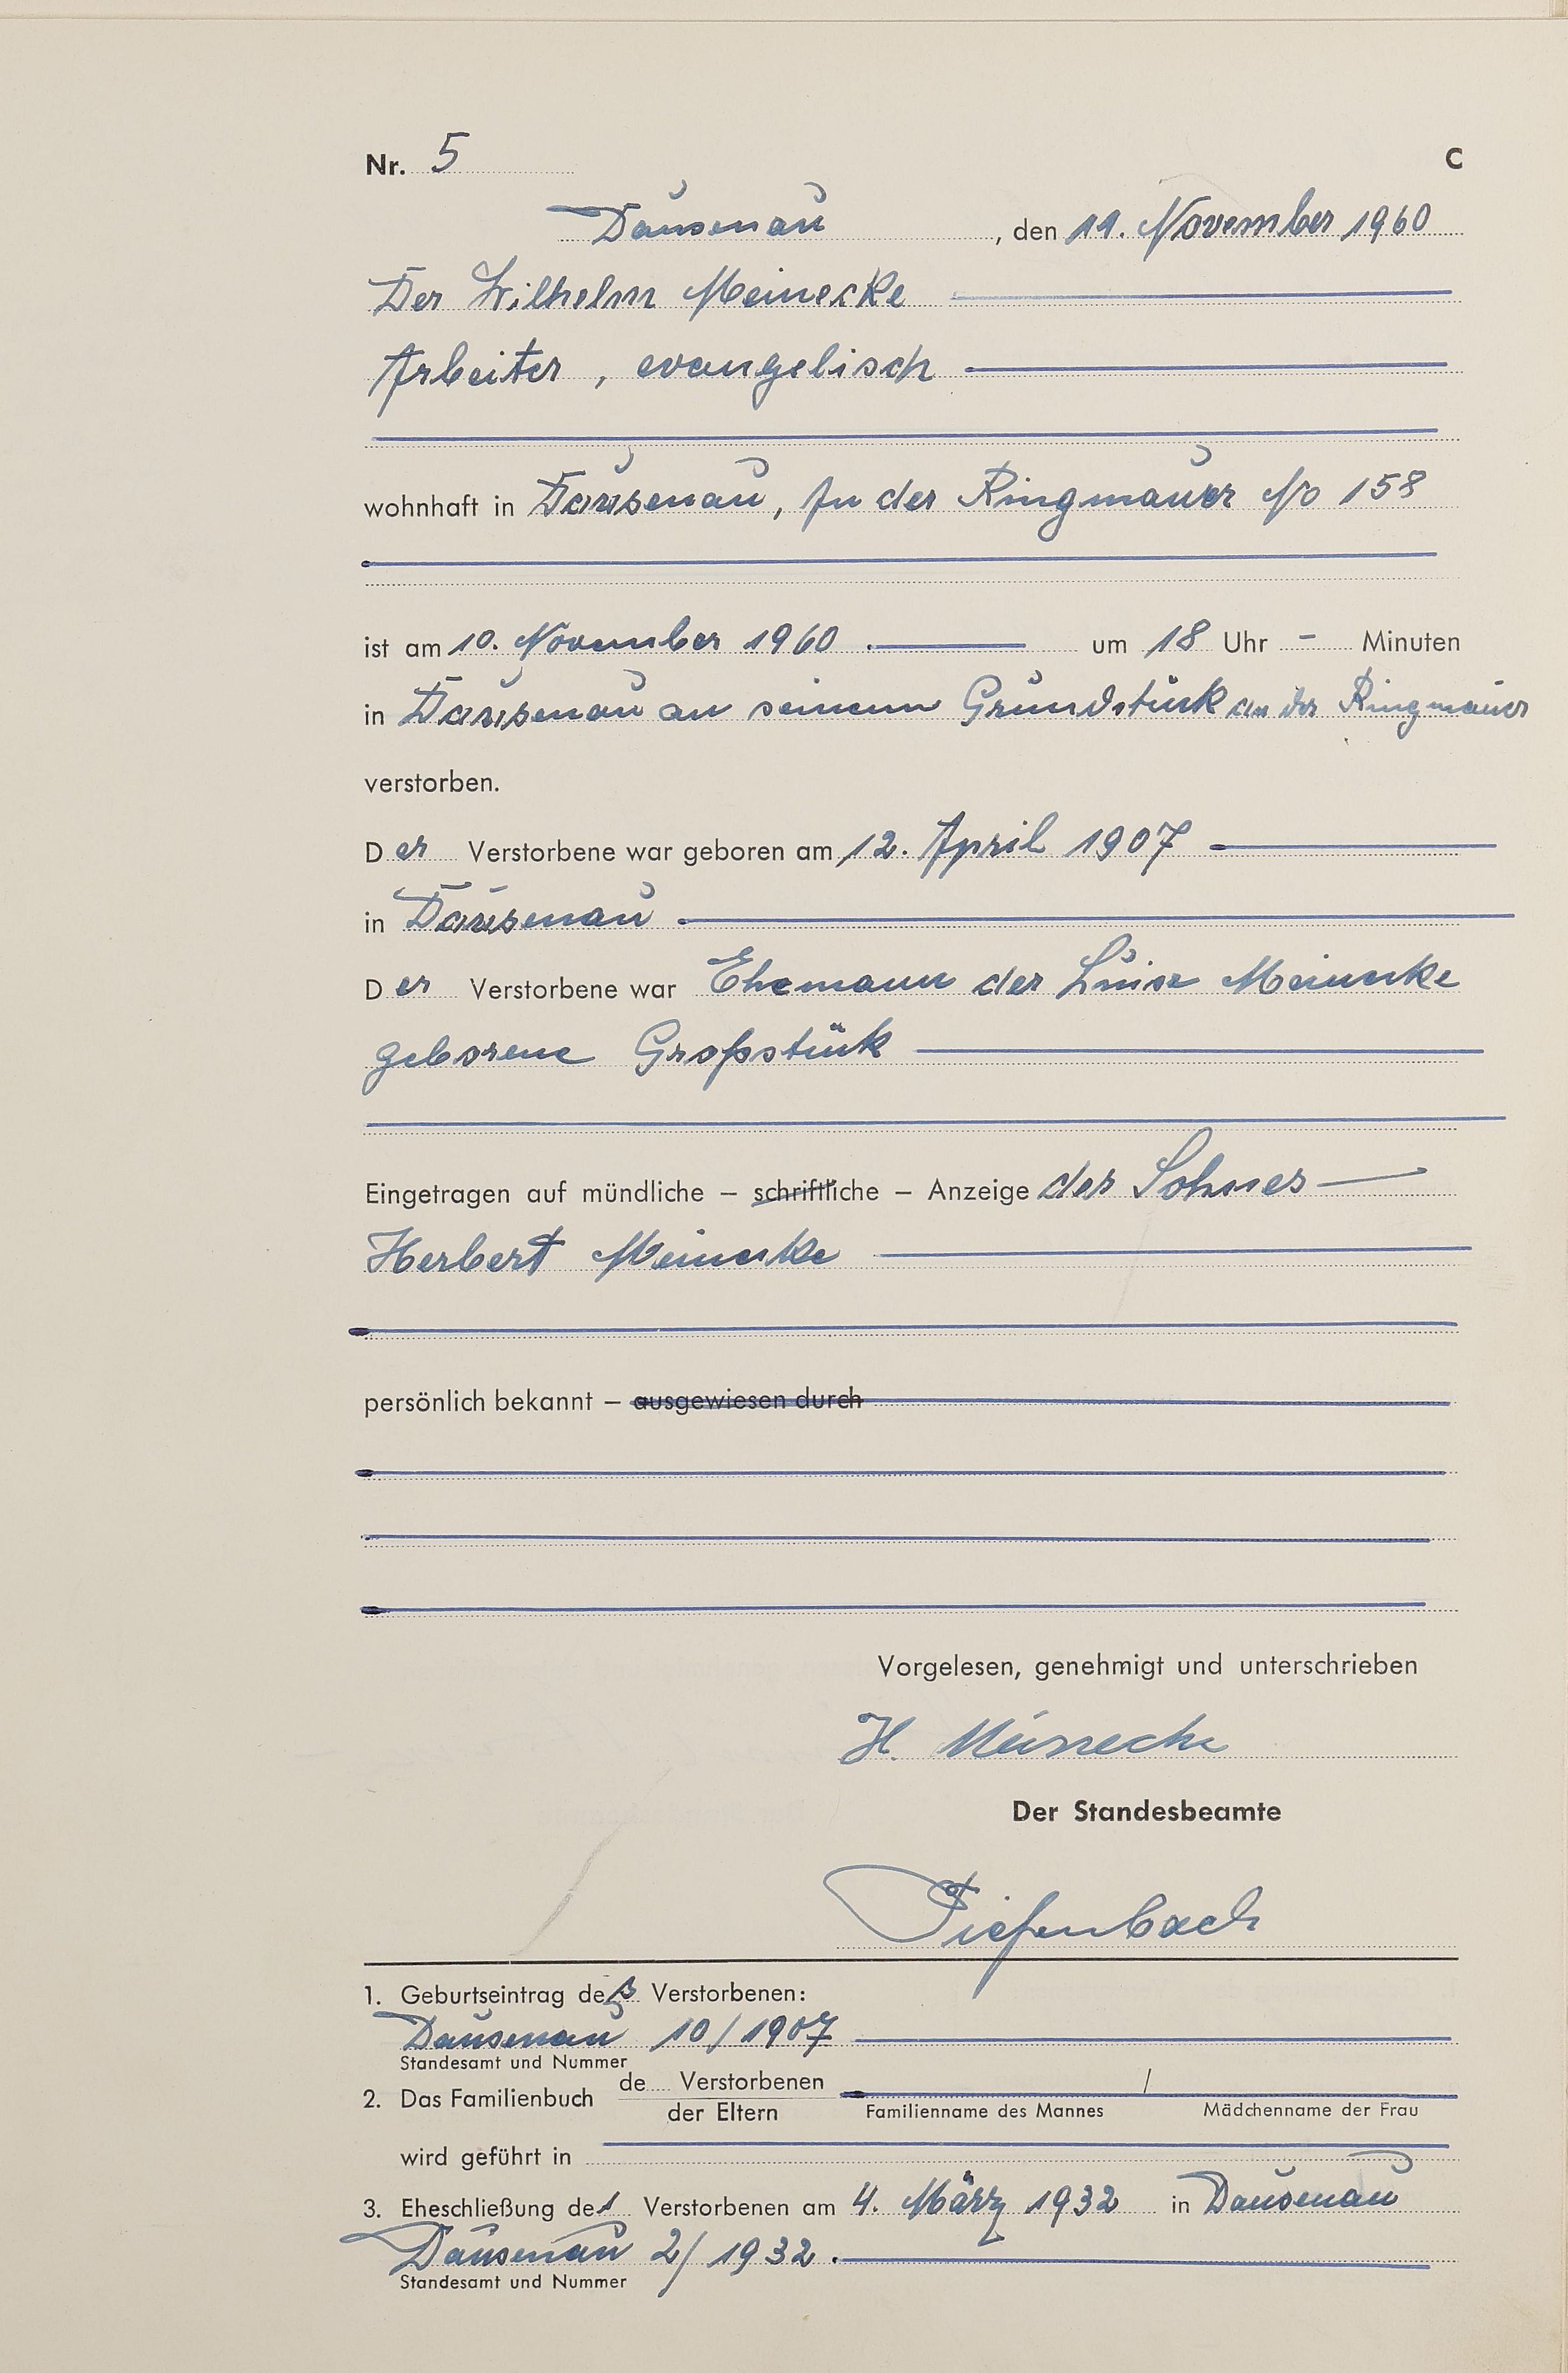 Nr. 5 C
Dausenau, den 11. November 1960
Der Wilhelm Meinecke
Arbeiter, evangelisch
wohnhaft in Dausenau, An der Ringmauer No 158
ist am 10. November 1960 um 18 Uhr – Minuten
in Dausenau an seinem Grundstück an der Ringmauer
verstorben.
Der Verstorbene war geboren am 12. April 1907
in Dausenau
Der Verstorbene war Ehemann der Luise Meinecke
geborene Großstück
Eingetragen auf mündliche – schriftliche – Anzeige des Sohnes
Herbert Meinecke
persönlich bekannt – ausgewiesen durch
Vorgelesen, genehmigt und unterschrieben
H. Meinecke
Der Standesbeamte
Tiefenbach
1. Geburtseintrag des Verstorbenen:
Dausenau 10/1907
Standesamt und Nummer
2. Das Familienbuch de Verstorbenen /
der Eltern Familienname des Mannes Mädchenname der Frau
wird geführt in
3. Eheschließung des Verstorbenen am 4. März 1932 in Dausenau
Dausenau 2/1932.
Standesamt und Nummer